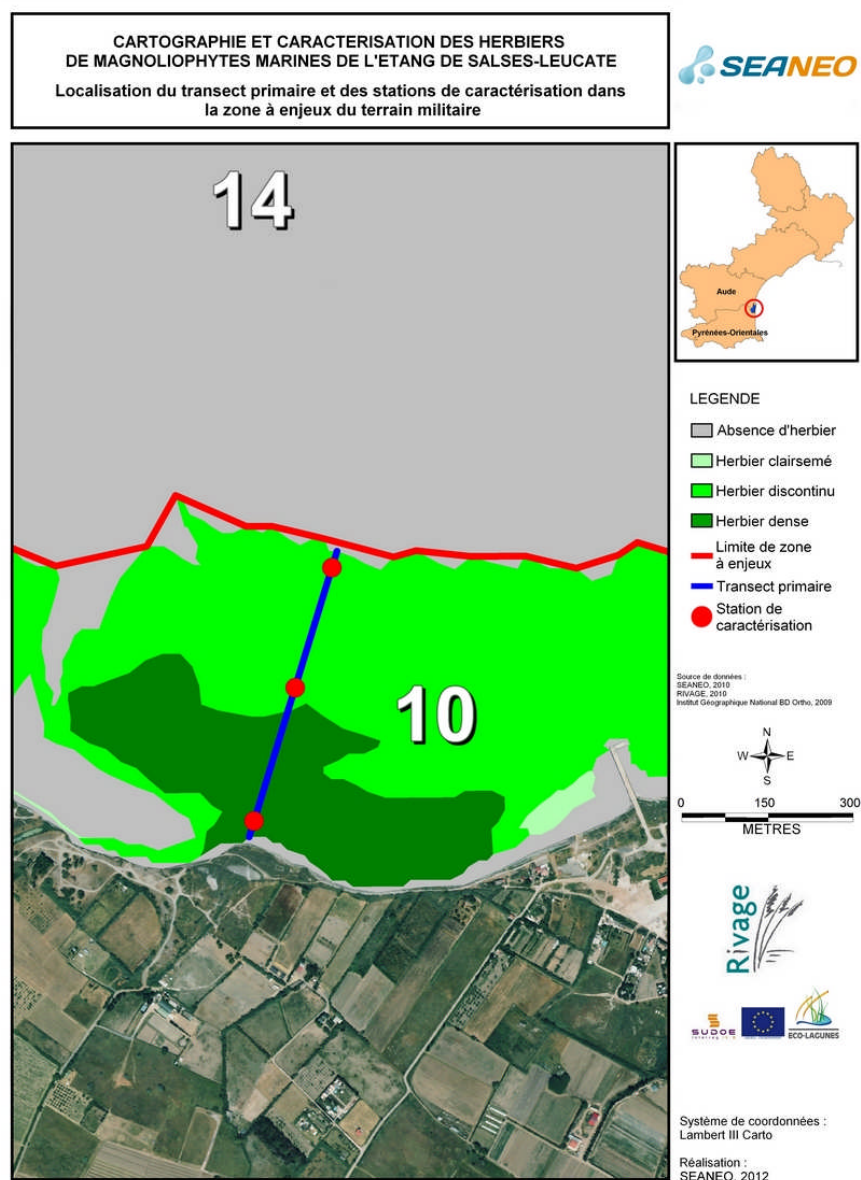 CARTOGRAPHIE ET CARACTERISATION DES HERBIERS
DE MAGNOLIOPHYTES MARINES DE L'ETANG DE SALSES-LEUCATE
Localisation du transect primaire et des stations de caractérisation dans
la zone à enjeux du terrain militaire
SEANEO
14
10
Aude
Pyrénées-Orientales
LEGENDE
Absence d'herbier
Herbier clairsemé
Herbier discontinu
Herbier dense
Limite de zone
à enjeux
Transect primaire
Station de
caractérisation
Source de données :
SEANEO, 2010
RIVAGE, 2010
Institut Géographique National BD Ortho, 2009
N
W E
S
0 150 300
METRES
Rivage
SUDOE
ECO-LAGUNES
Système de coordonnées :
Lambert III Carto
Réalisation :
SEANEO, 2012